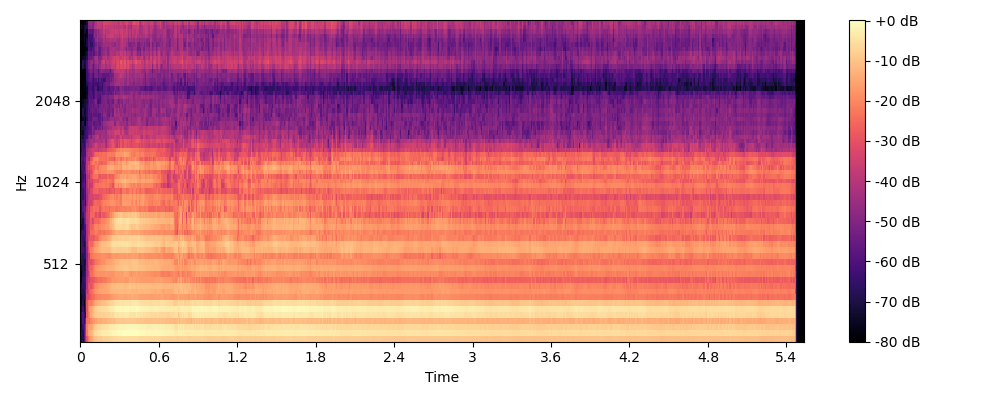 +0 dB
-10 dB
-20 dB
-30 dB
-40 dB
-50 dB
-60 dB
-70 dB
-80 dB
2048
1024
512
Hz
0 0.6 1.2 1.8 2.4 3 3.6 4.2 4.8 5.4
Time